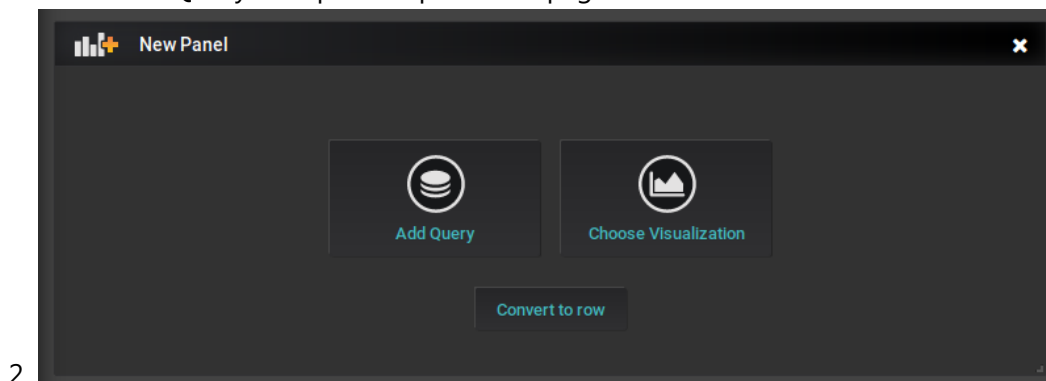 New Panel
Add Query
Choose Visualization
Convert to row
2